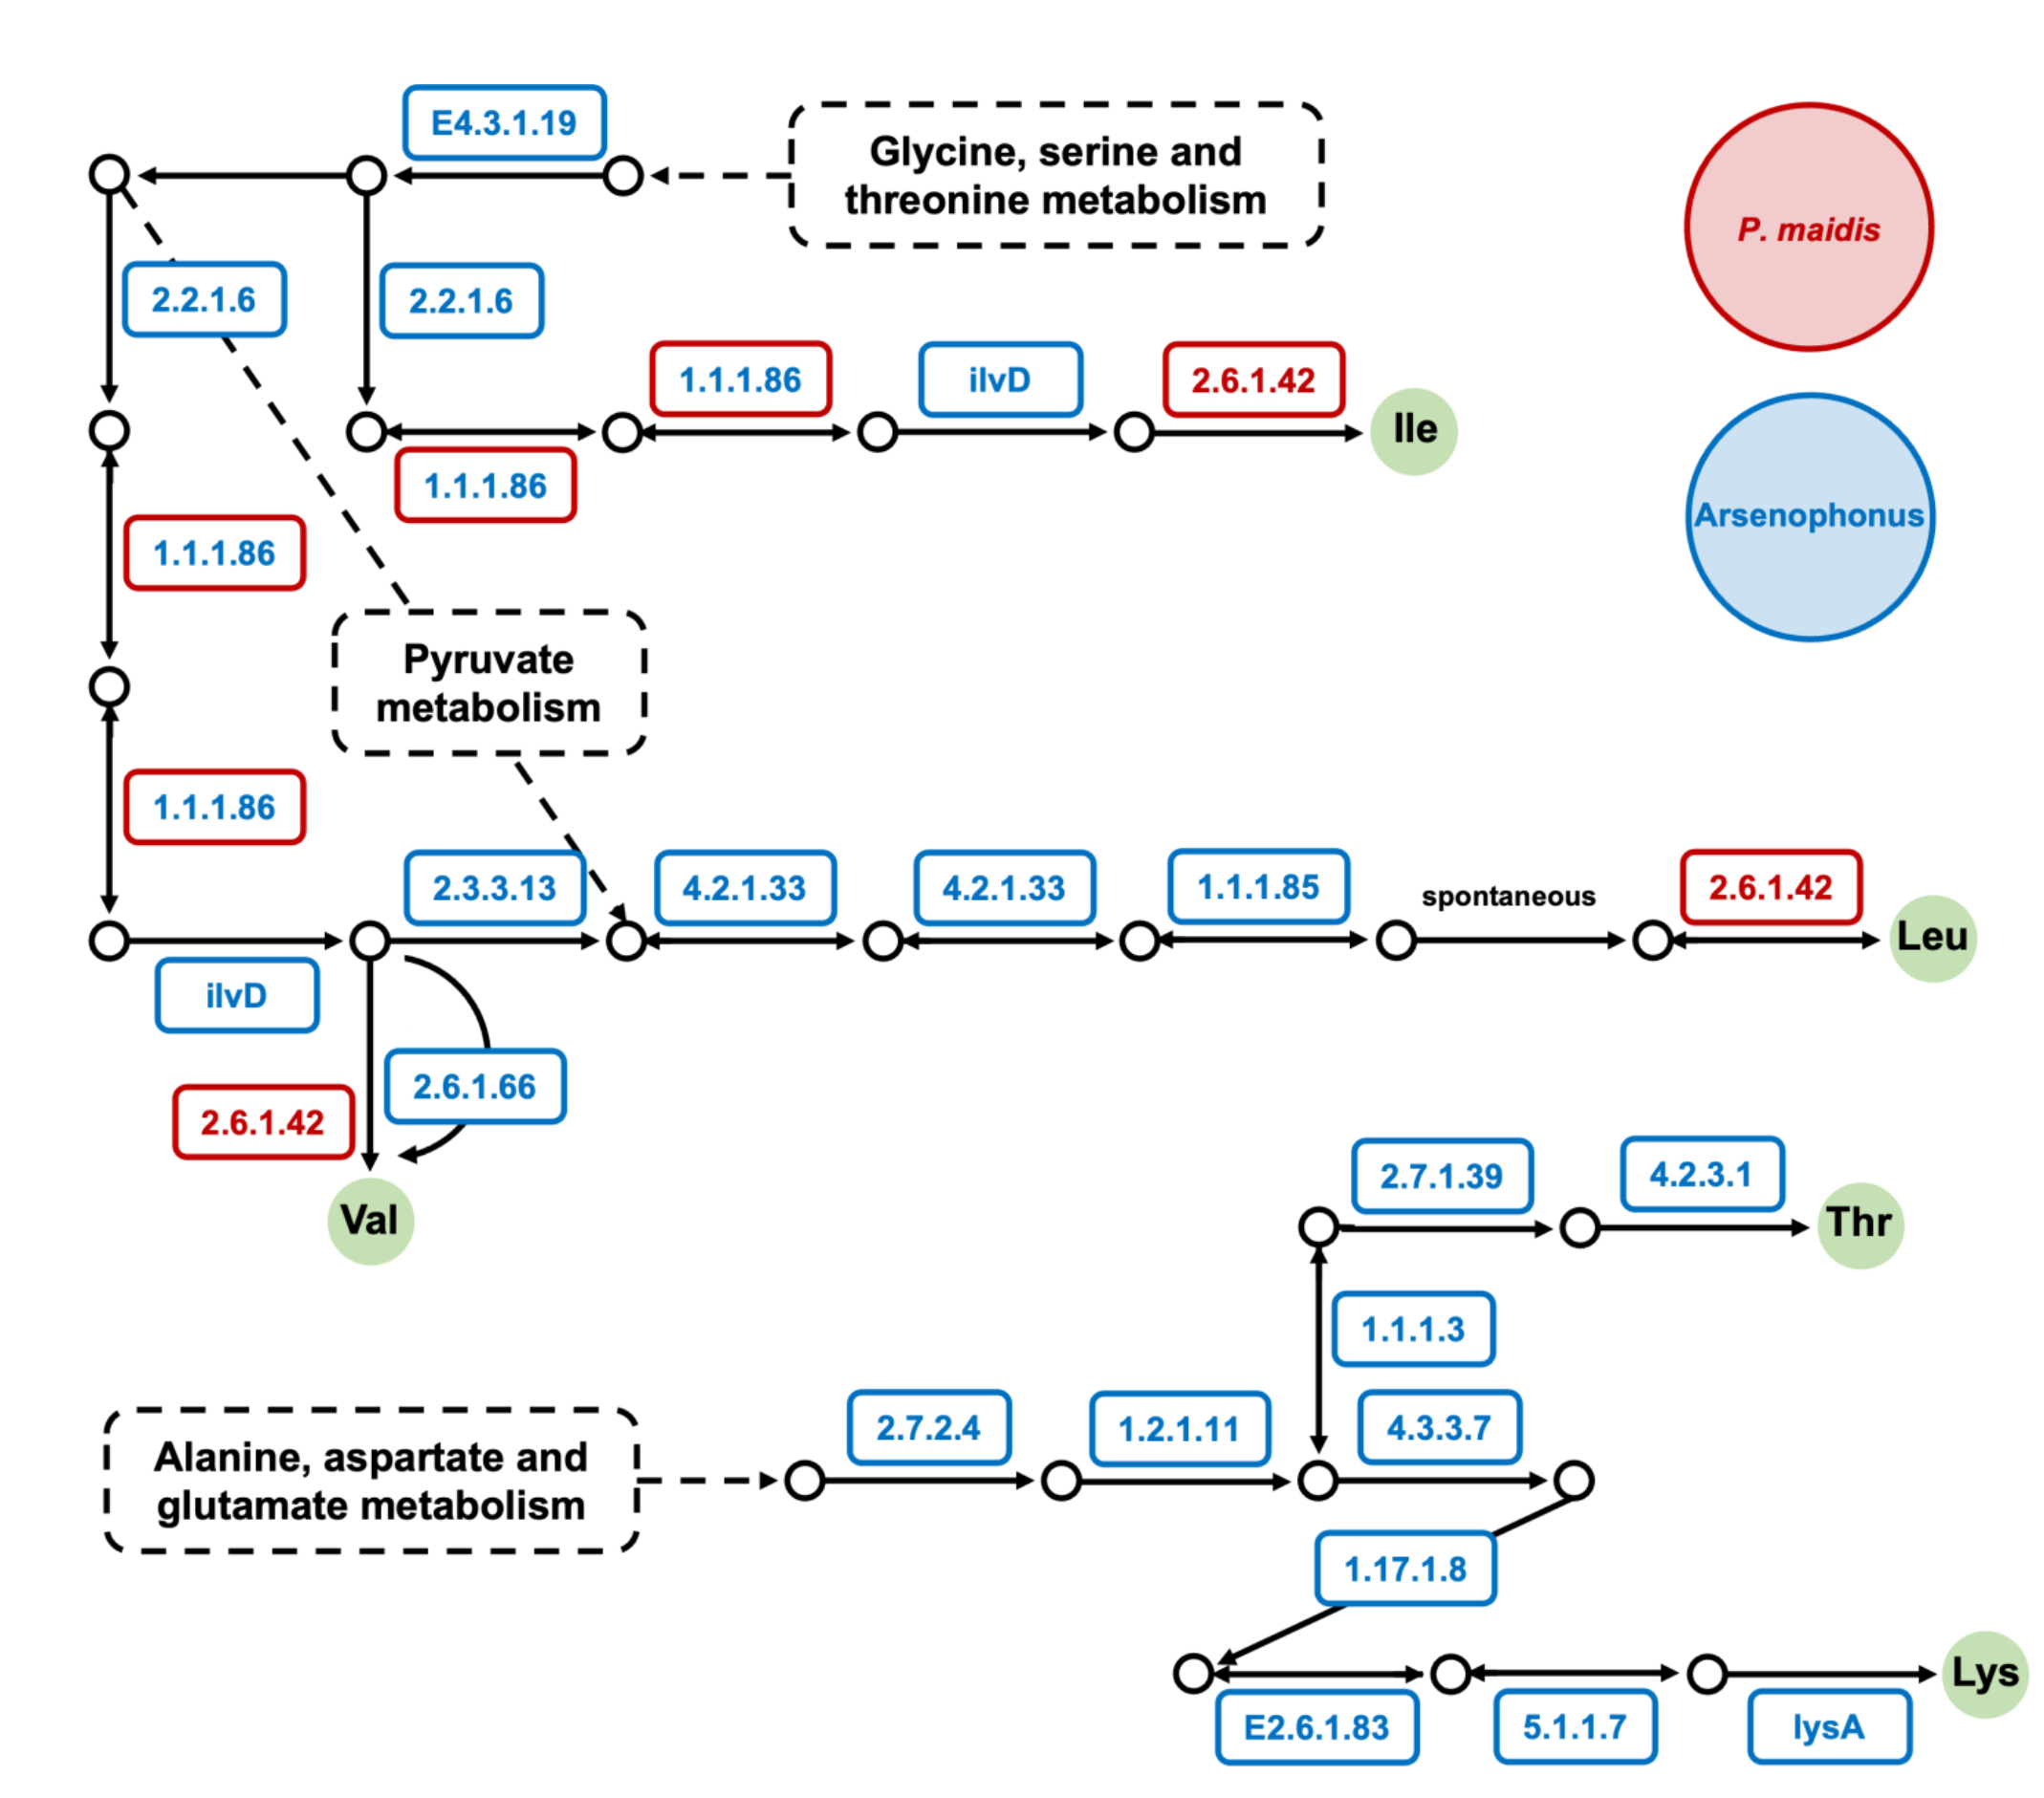 E4.3.1.19
Glycine, serine and
threonine metabolism
P. maidis
2.2.1.6
2.2.1.6
1.1.1.86
ilvD
2.6.1.42
Ile
1.1.1.86
Arsenophonus
1.1.1.86
Pyruvate
metabolism
1.1.1.86
2.3.3.13
4.2.1.33
4.2.1.33
1.1.1.85
spontaneous
2.6.1.42
Leu
ilvD
2.6.1.66
2.6.1.42
Val
2.7.1.39
4.2.3.1
Thr
1.1.1.3
2.7.2.4
1.2.1.11
4.3.3.7
Alanine, aspartate and
glutamate metabolism
1.17.1.8
Lys
E2.6.1.83
5.1.1.7
lysA